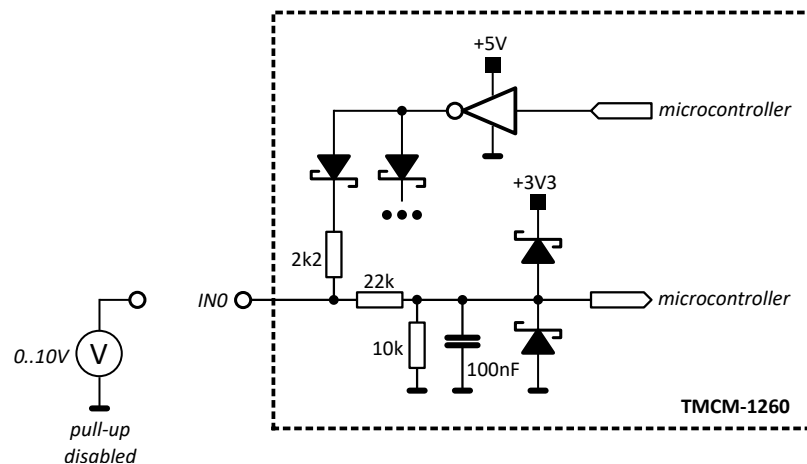 +5V
microcontroller
+3V3
2k2
22k
IN0
microcontroller
0..10V
V
10k
100nF
TMCM-1260
pull-up
disabled